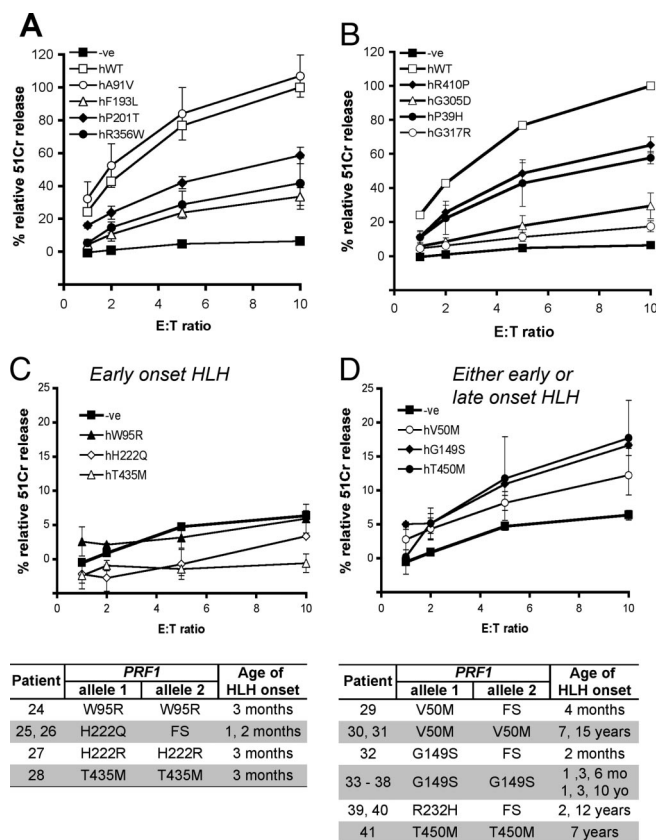 A
% relative 51Cr release
120
100
80
60
40
20
0
-ve
hWT
hA91V
hF193L
hP201T
hR356W
0 2 4 6 8 10
E:T ratio
B
% relative 51Cr release
120
100
80
60
40
20
0
-ve
hWT
hR410P
hG305D
hP39H
hG317R
0 2 4 6 8 10
E:T ratio
C
Early onset HLH
% relative 51Cr release
25
20
15
10
5
0
-ve
hW95R
hH222Q
hT435M
0 2 4 6 8 10
E:T ratio
D
Either early or
late onset HLH
% relative 51Cr release
25
20
15
10
5
0
-ve
hV50M
hG149S
hT450M
0 2 4 6 8 10
E:T ratio
Patient PRF1 Age of HLH onset
allele 1 allele 2
24 W95R W95R 3 months
25, 26 H222Q FS 1, 2 months
27 H222R H222R 3 months
28 T435M T435M 3 months
Patient PRF1 Age of HLH onset
allele 1 allele 2
29 V50M FS 4 months
30, 31 V50M V50M 7, 15 years
32 G149S FS 2 months
33 - 38 G149S G149S 1 ,3, 6 mo
1, 3, 10 yo
39, 40 R232H FS 2, 12 years
41 T450M T450M 7 years